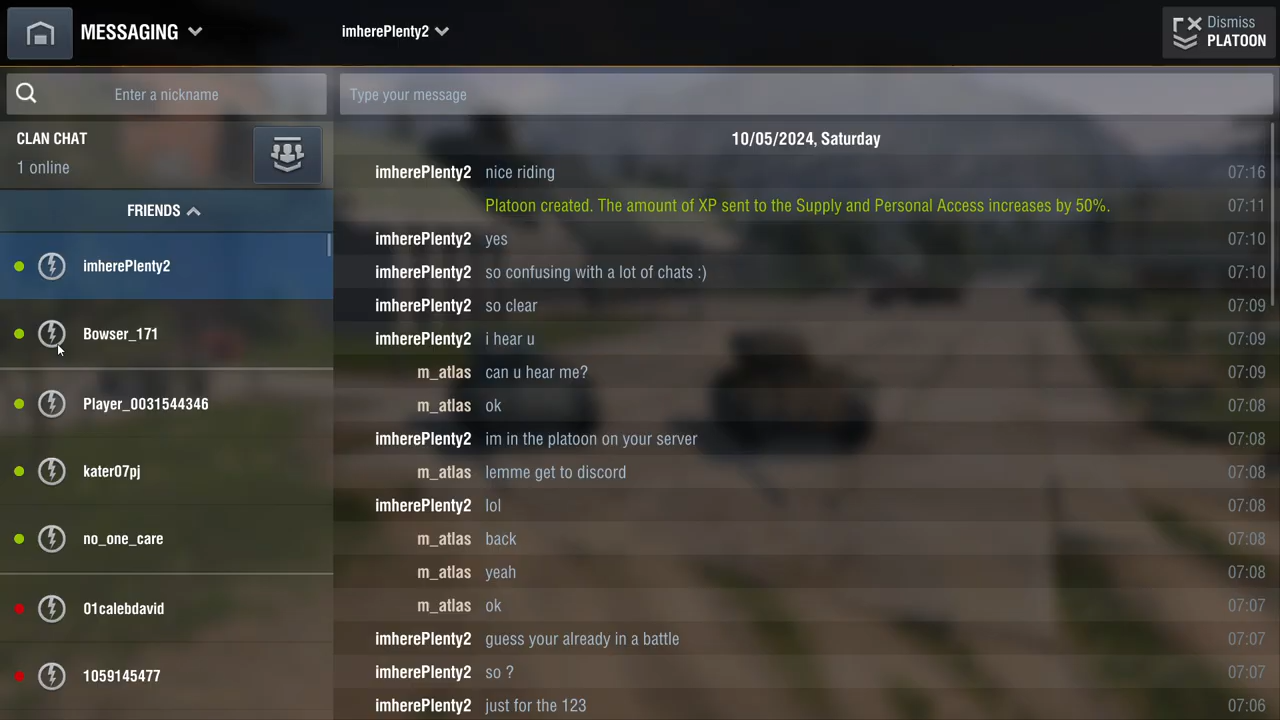 MESSAGING
imherePlenty2
Dismiss
PLATOON
Enter a nickname
Type your message
CLAN CHAT
1 online
FRIENDS
imherePlenty2
Bowser_171
Player_0031544346
kater07pj
no_one_care
01calebdavid
1059145477
10/05/2024, Saturday
imherePlenty2 nice riding 07:16
Platoon created. The amount of XP sent to the Supply and Personal Access increases by 50%. 07:11
imherePlenty2 yes 07:10
imherePlenty2 so confusing with a lot of chats :) 07:10
imherePlenty2 so clear 07:09
imherePlenty2 i hear u 07:09
m_atlas can u hear me? 07:09
m_atlas ok 07:08
imherePlenty2 im in the platoon on your server 07:08
m_atlas lemme get to discord 07:08
imherePlenty2 lol 07:08
m_atlas back 07:08
m_atlas yeah 07:08
m_atlas ok 07:07
imherePlenty2 guess your already in a battle 07:07
imherePlenty2 so ? 07:07
imherePlenty2 just for the 123 07:06